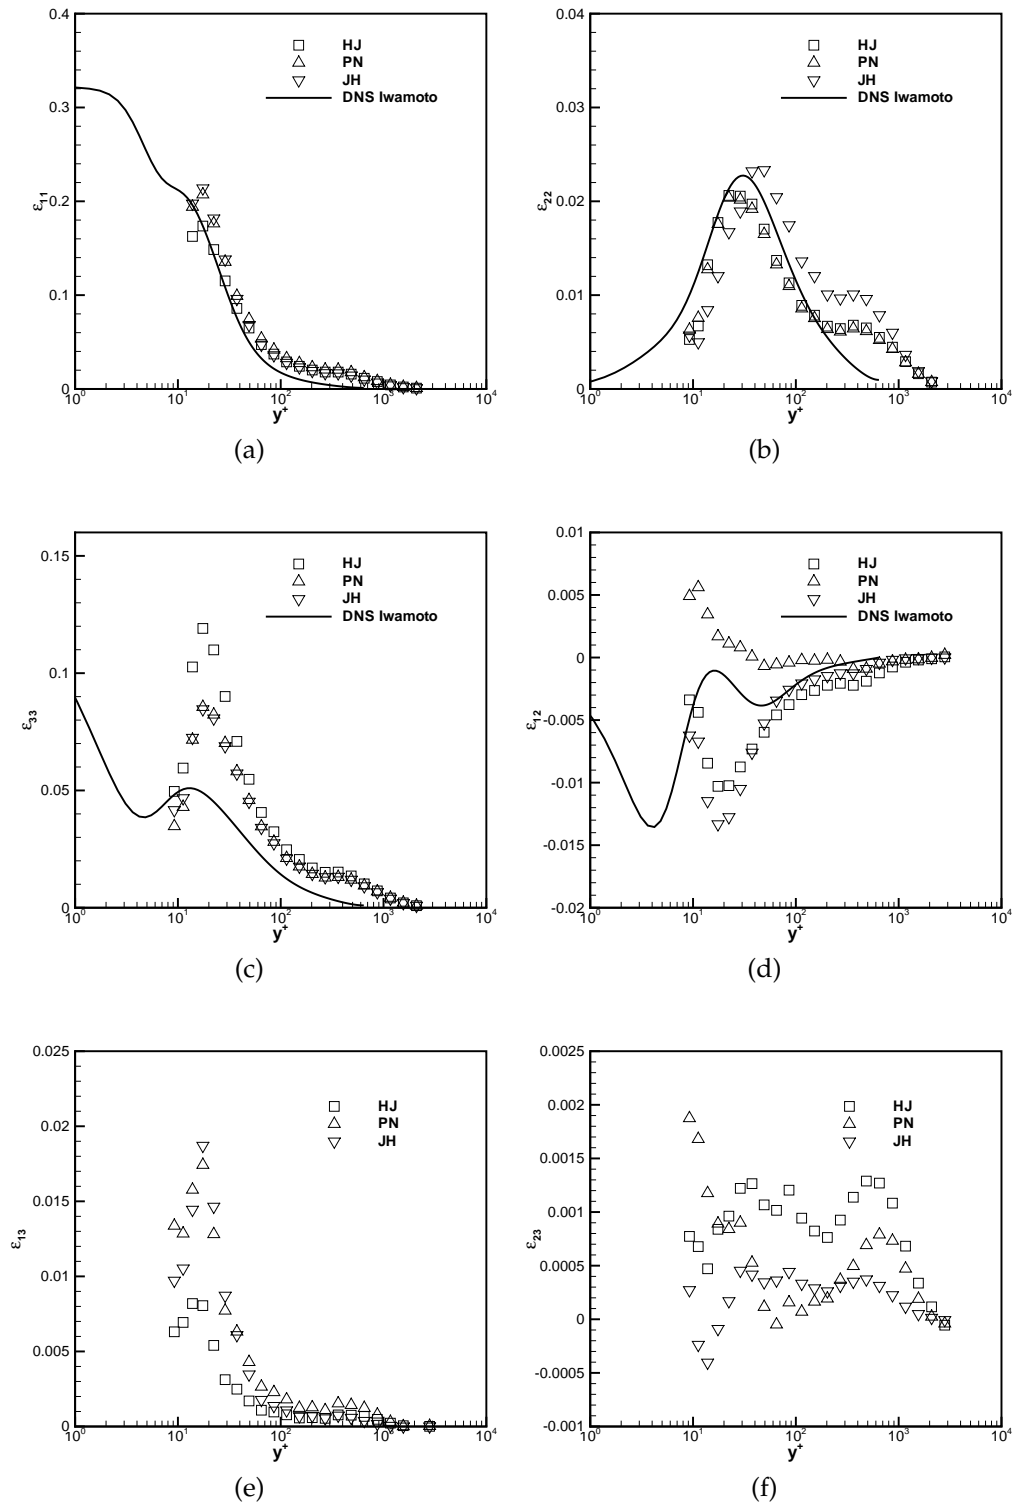 0.4
0.3
0.2
0.1
0
ε11
HJ
PN
JH
DNS Iwamoto
10^0 10^1 10^2 10^3 10^4
y+
(a)
0.04
0.03
0.02
0.01
0
ε22
HJ
PN
JH
DNS Iwamoto
10^0 10^1 10^2 10^3 10^4
y+
(b)
0.15
0.1
0.05
0
ε33
HJ
PN
JH
DNS Iwamoto
10^0 10^1 10^2 10^3 10^4
y+
(c)
0.01
0.005
0
-0.005
-0.01
-0.015
-0.02
ε12
HJ
PN
JH
DNS Iwamoto
10^0 10^1 10^2 10^3 10^4
y+
(d)
0.025
0.02
0.015
0.01
0.005
0
ε13
HJ
PN
JH
10^0 10^1 10^2 10^3 10^4
y+
(e)
0.0025
0.002
0.0015
0.001
0.0005
0
-0.0005
-0.001
ε23
HJ
PN
JH
10^0 10^1 10^2 10^3 10^4
y+
(f)